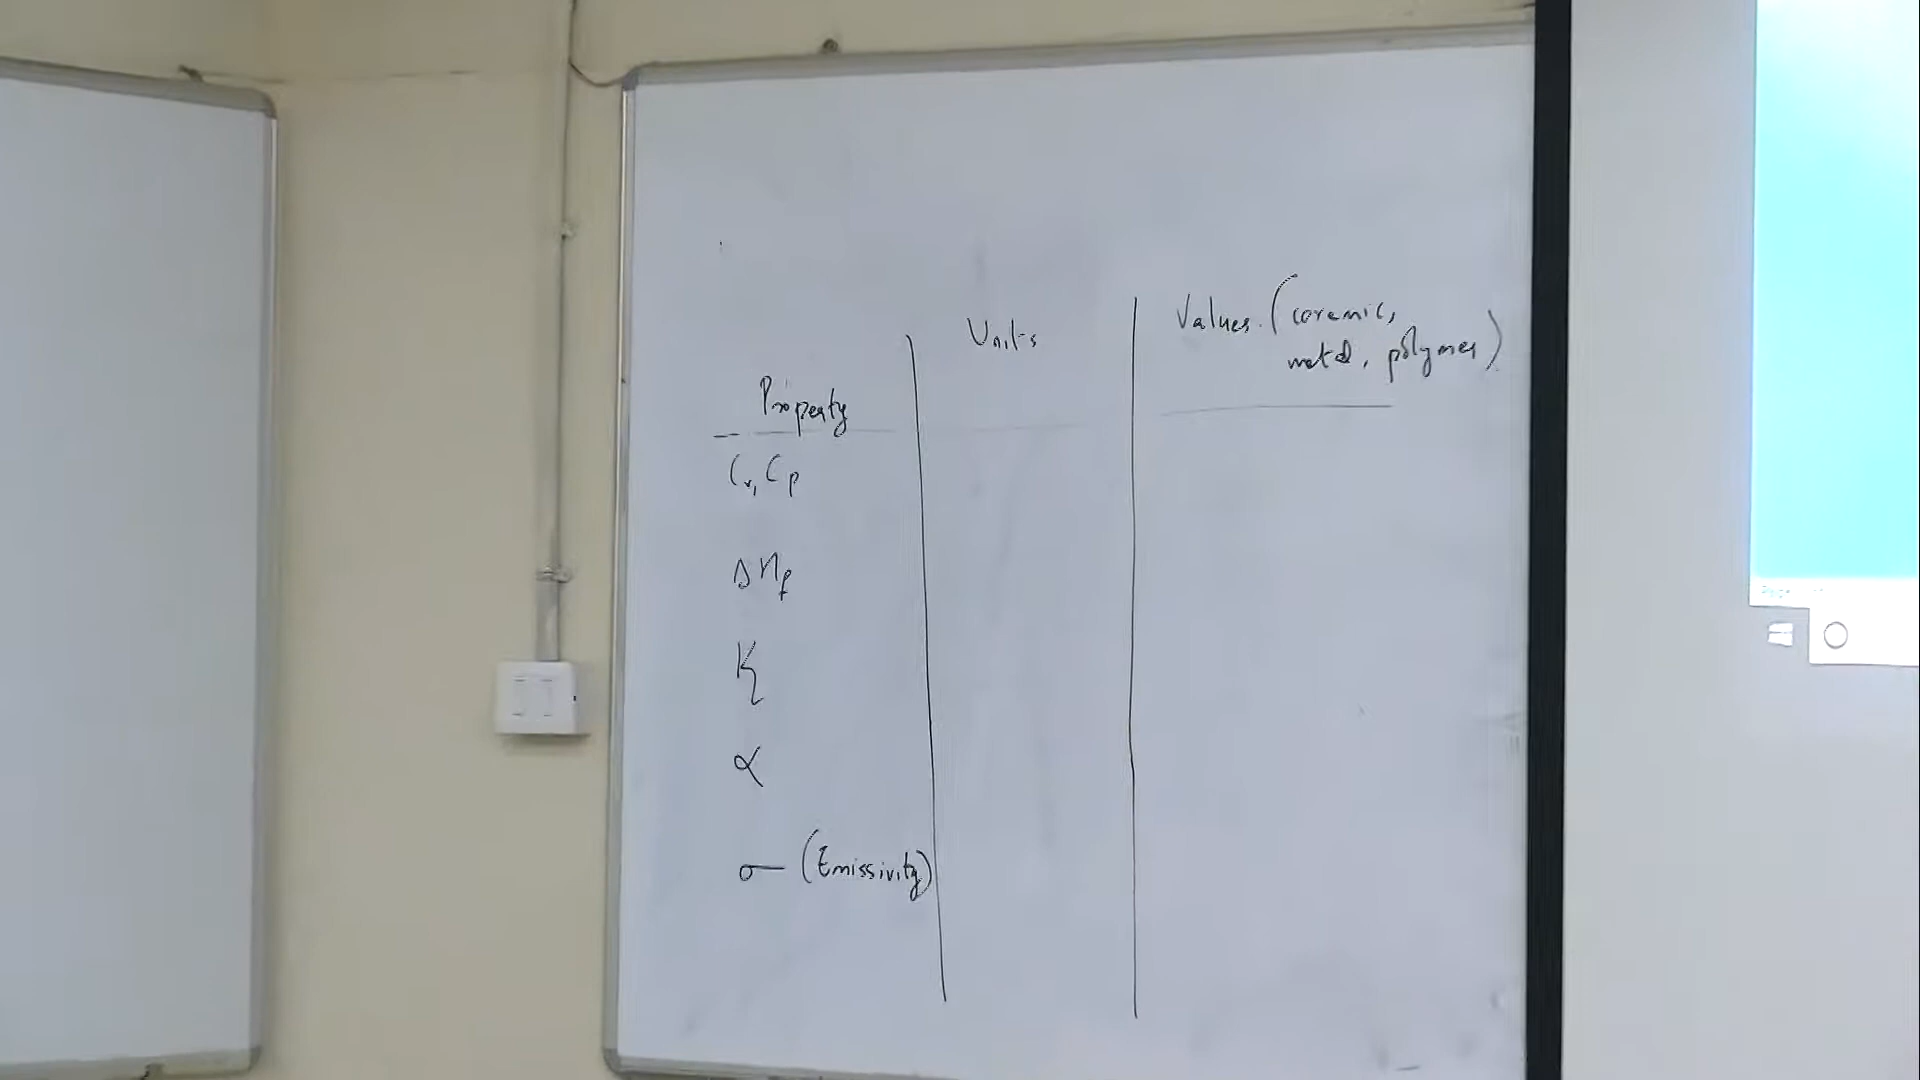 Units
Values. (ceramic,
metal, polymer)
Property
Cv, Cp
ΔHf
K
α
σ (Emissivity)